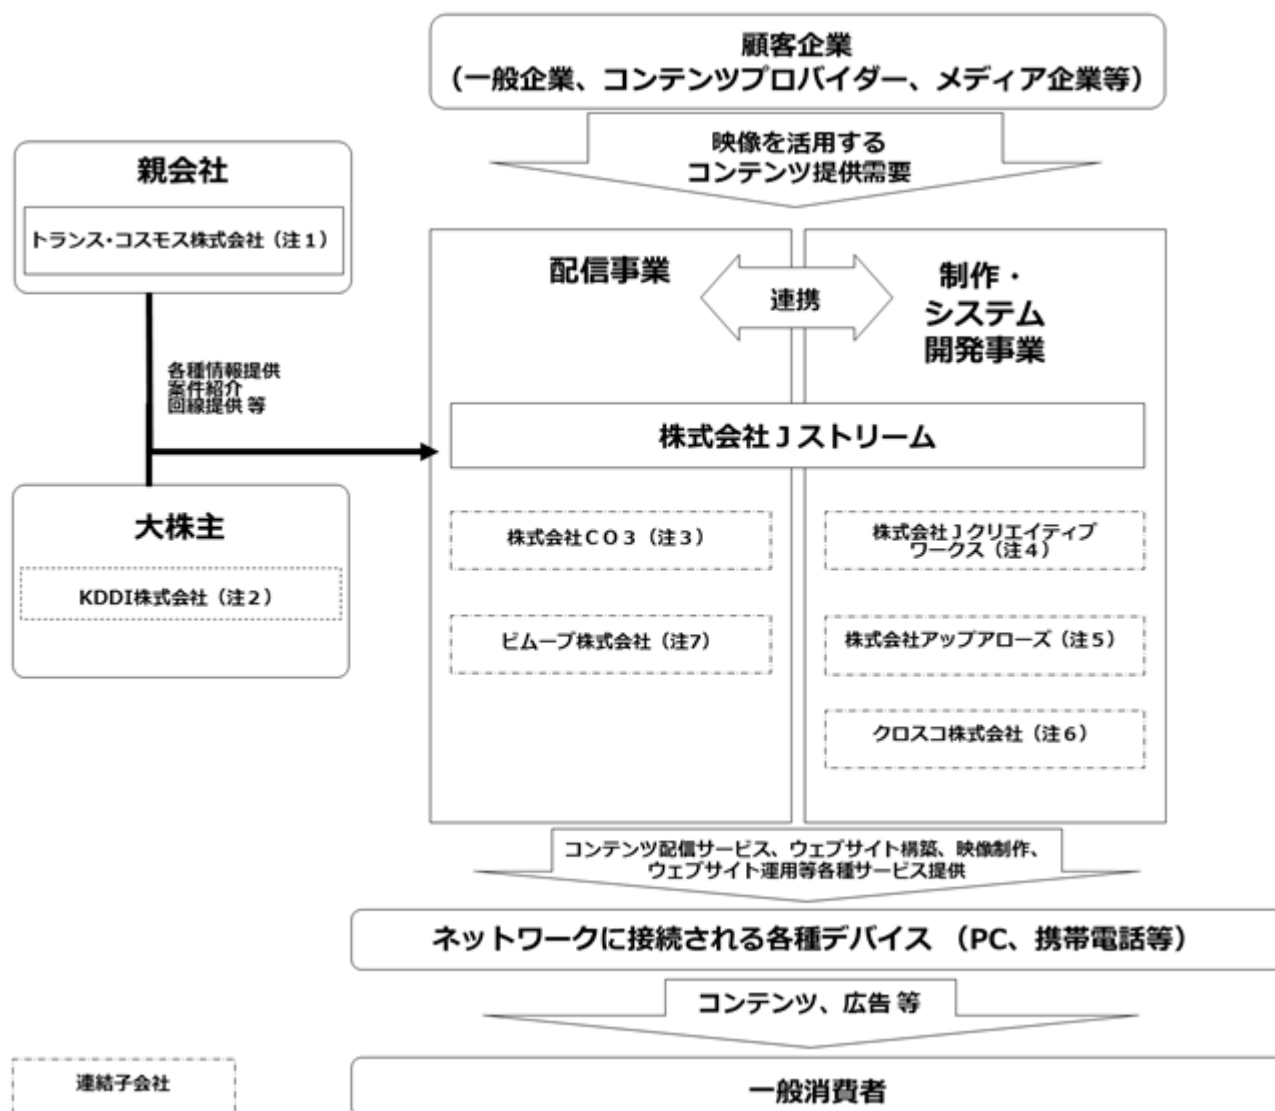 顧客企業
（一般企業、コンテンツプロバイダー、メディア企業等）
映像を活用する
コンテンツ提供需要
親会社
トランス・コスモス株式会社（注１）
各種情報提供
案件紹介
回線提供 等
大株主
KDDI株式会社（注２）
配信事業
連携
制作・
システム
開発事業
株式会社Ｊストリーム
株式会社ＣＯ３（注３）
ビムーブ株式会社（注7）
株式会社Ｊクリエイティブ
ワークス（注４）
株式会社アップアローズ（注５）
クロスコ株式会社（注６）
コンテンツ配信サービス、ウェブサイト構築、映像制作、
ウェブサイト運用等各種サービス提供
ネットワークに接続される各種デバイス （PC、携帯電話等）
コンテンツ、広告 等
一般消費者
連結子会社